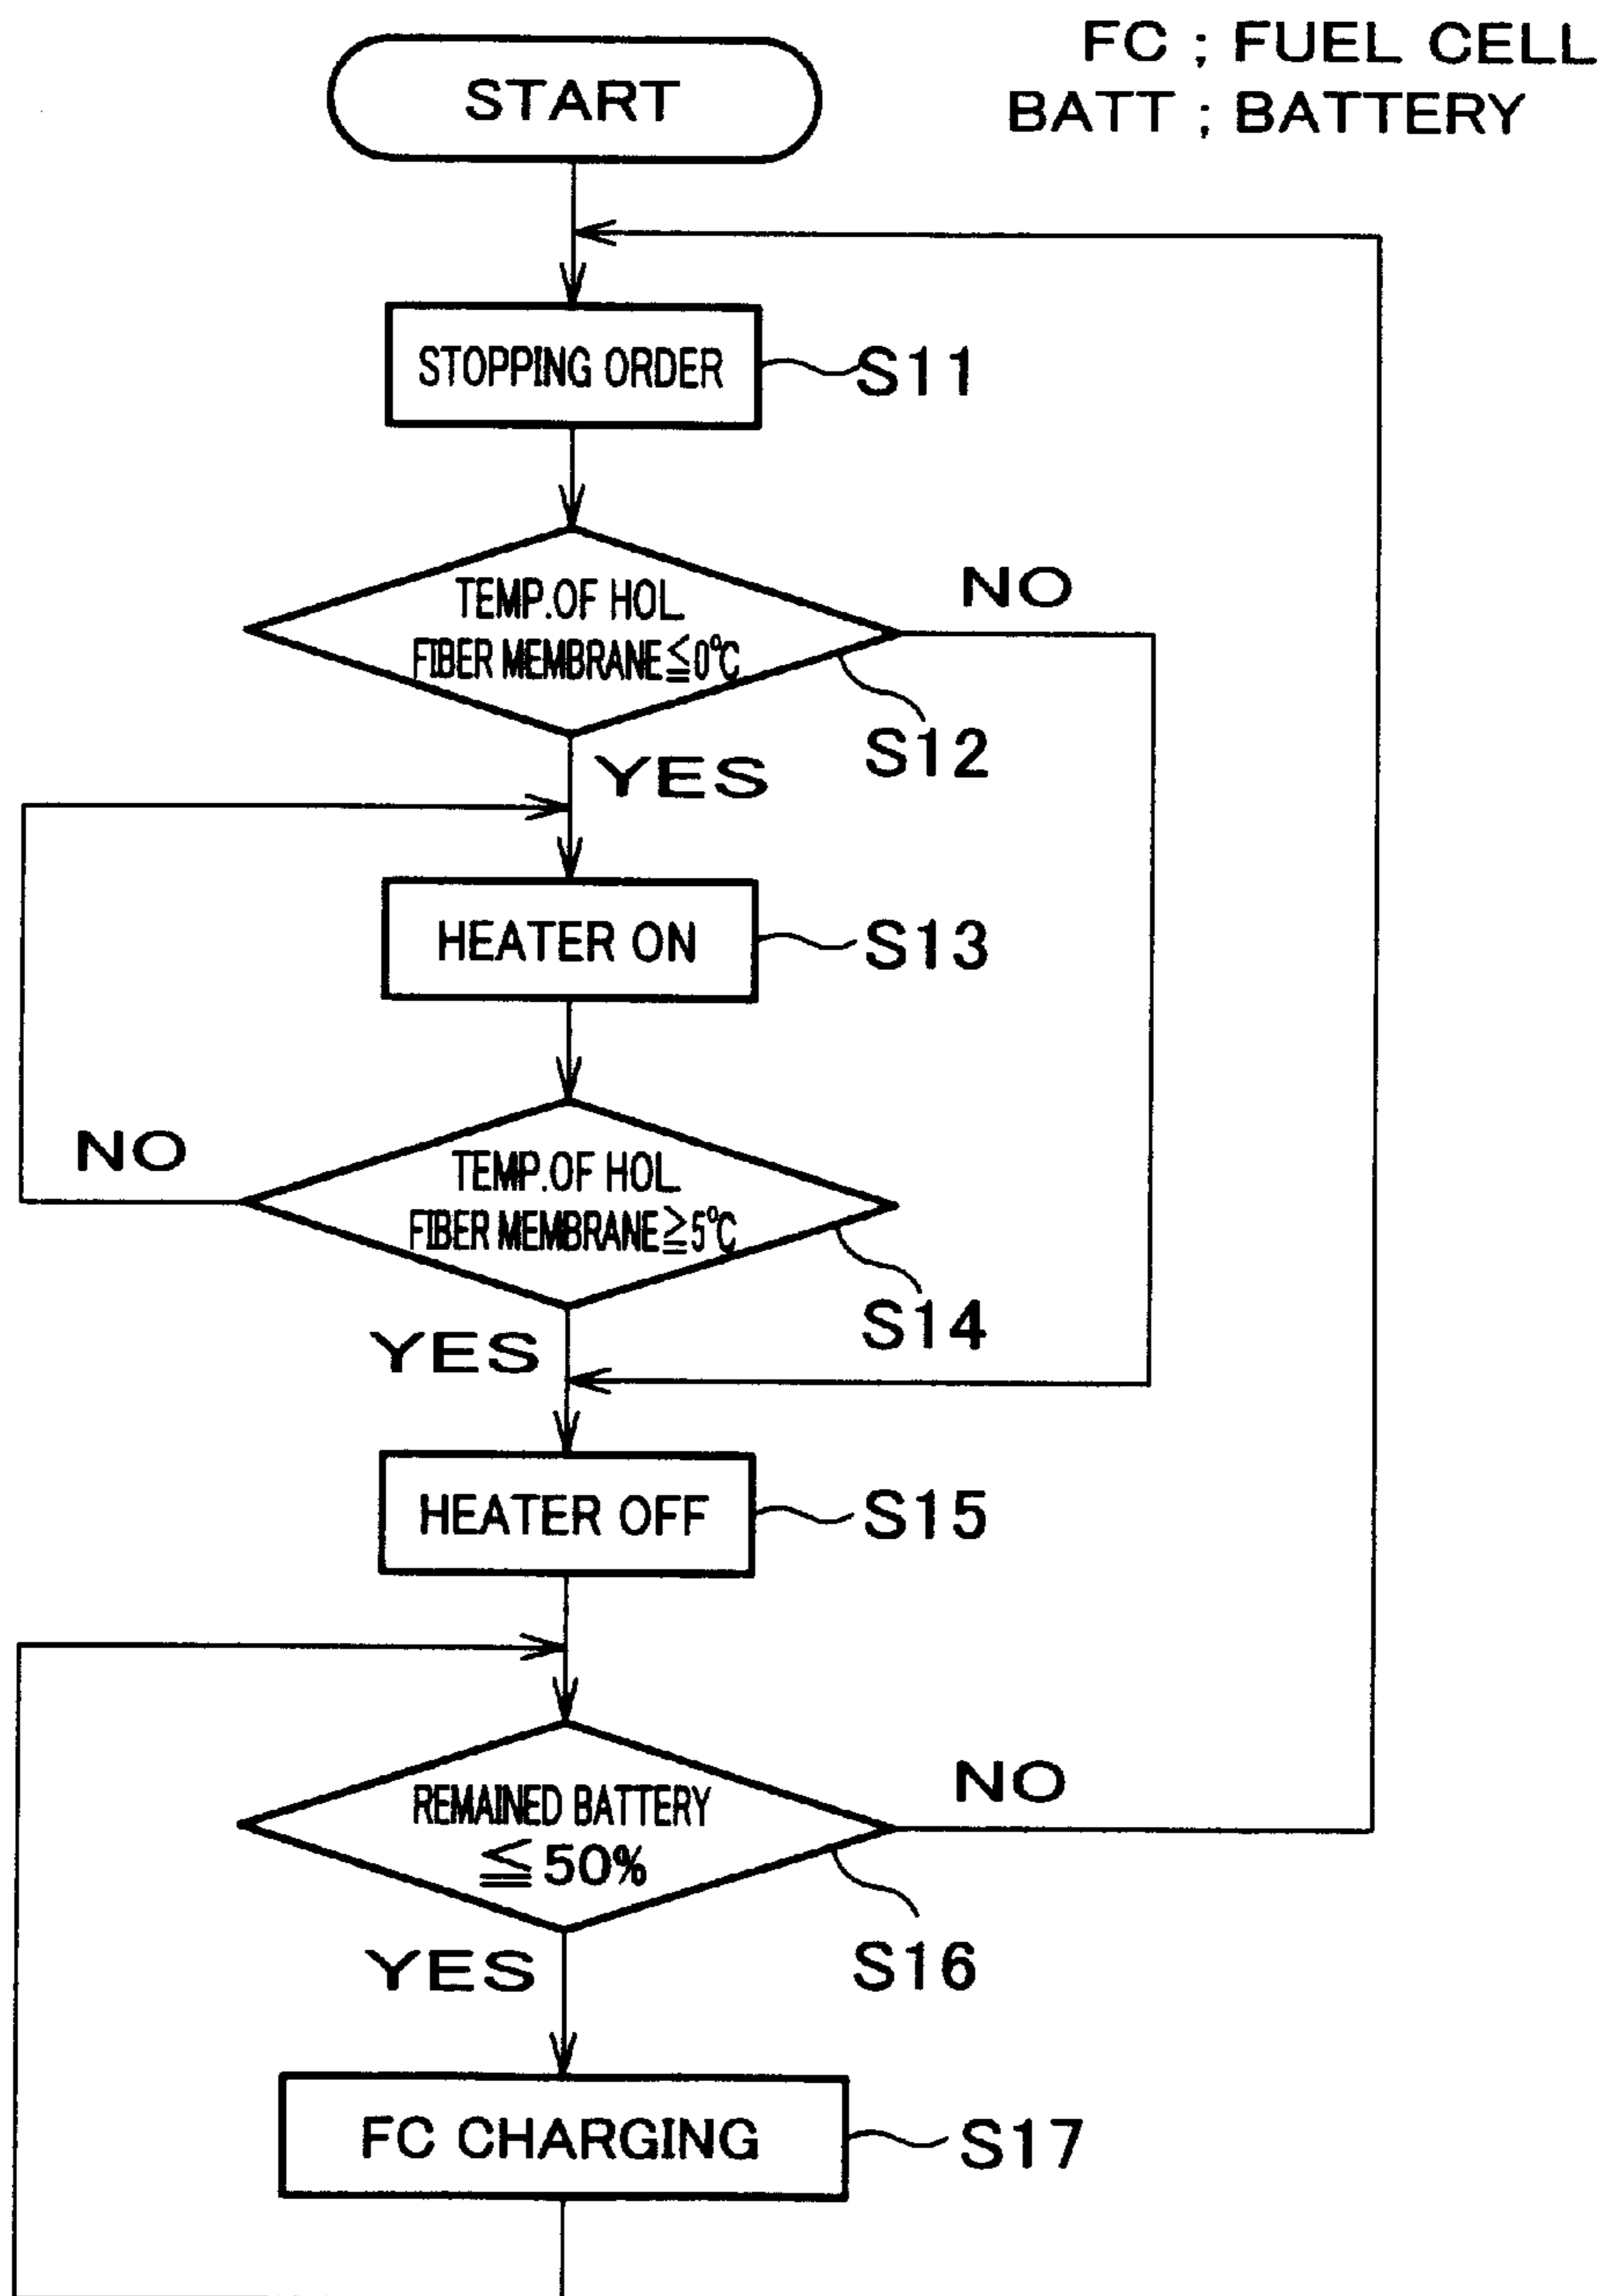 FC ; FUEL CELL
BATT ; BATTERY
START
STOPPING ORDER
S11
TEMP.OF HOL.
FIBER MEMBRANE≦0℃
NO
S12
YES
HEATER ON
S13
TEMP.OF HOL.
FIBER MEMBRANE≧5℃
NO
S14
YES
HEATER OFF
S15
REMAINED BATTERY
≦50%
NO
S16
YES
FC CHARGING
S17